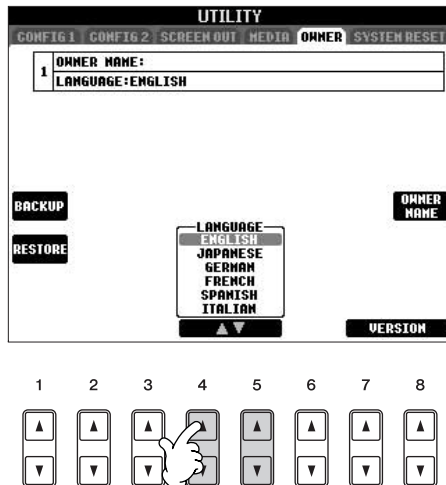 UTILITY
CONFIG 1 CONFIG 2 SCREEN OUT MEDIA OWNER SYSTEM RESET
1 OWNER NAME:
LANGUAGE:ENGLISH
BACKUP
OWNER NAME
RESTORE
LANGUAGE
ENGLISH
JAPANESE
GERMAN
FRENCH
SPANISH
ITALIAN
VERSION
1 2 3 4 5 6 7 8